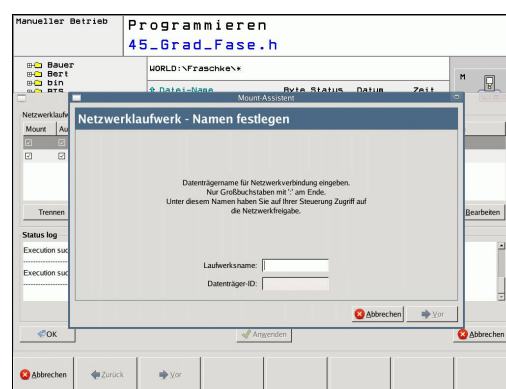 Manueller Betrieb
Programmieren
45_Grad_Fase.h
Bauer
Bert
bin
WORLD:\Fraschke\*
Datei-Name Byte Status Datum Zeit
M
Mount-Assistent
Netzwerklaufw
Netzwerklaufwerk - Namen festlegen
Mount Au
Datenträgername für Netzwerkverbindung eingeben.
Nur Großbuchstaben mit ':' am Ende.
Unter diesem Namen haben Sie auf Ihrer Steuerung Zugriff auf
die Netzwerkfreigabe.
Trennen
Bearbeiten
Status log
Execution suc
Execution suc
Laufwerksname:
Datenträger-ID:
Abbrechen
Vor
OK
Anwenden
Abbrechen
Abbrechen
Zurück
Vor